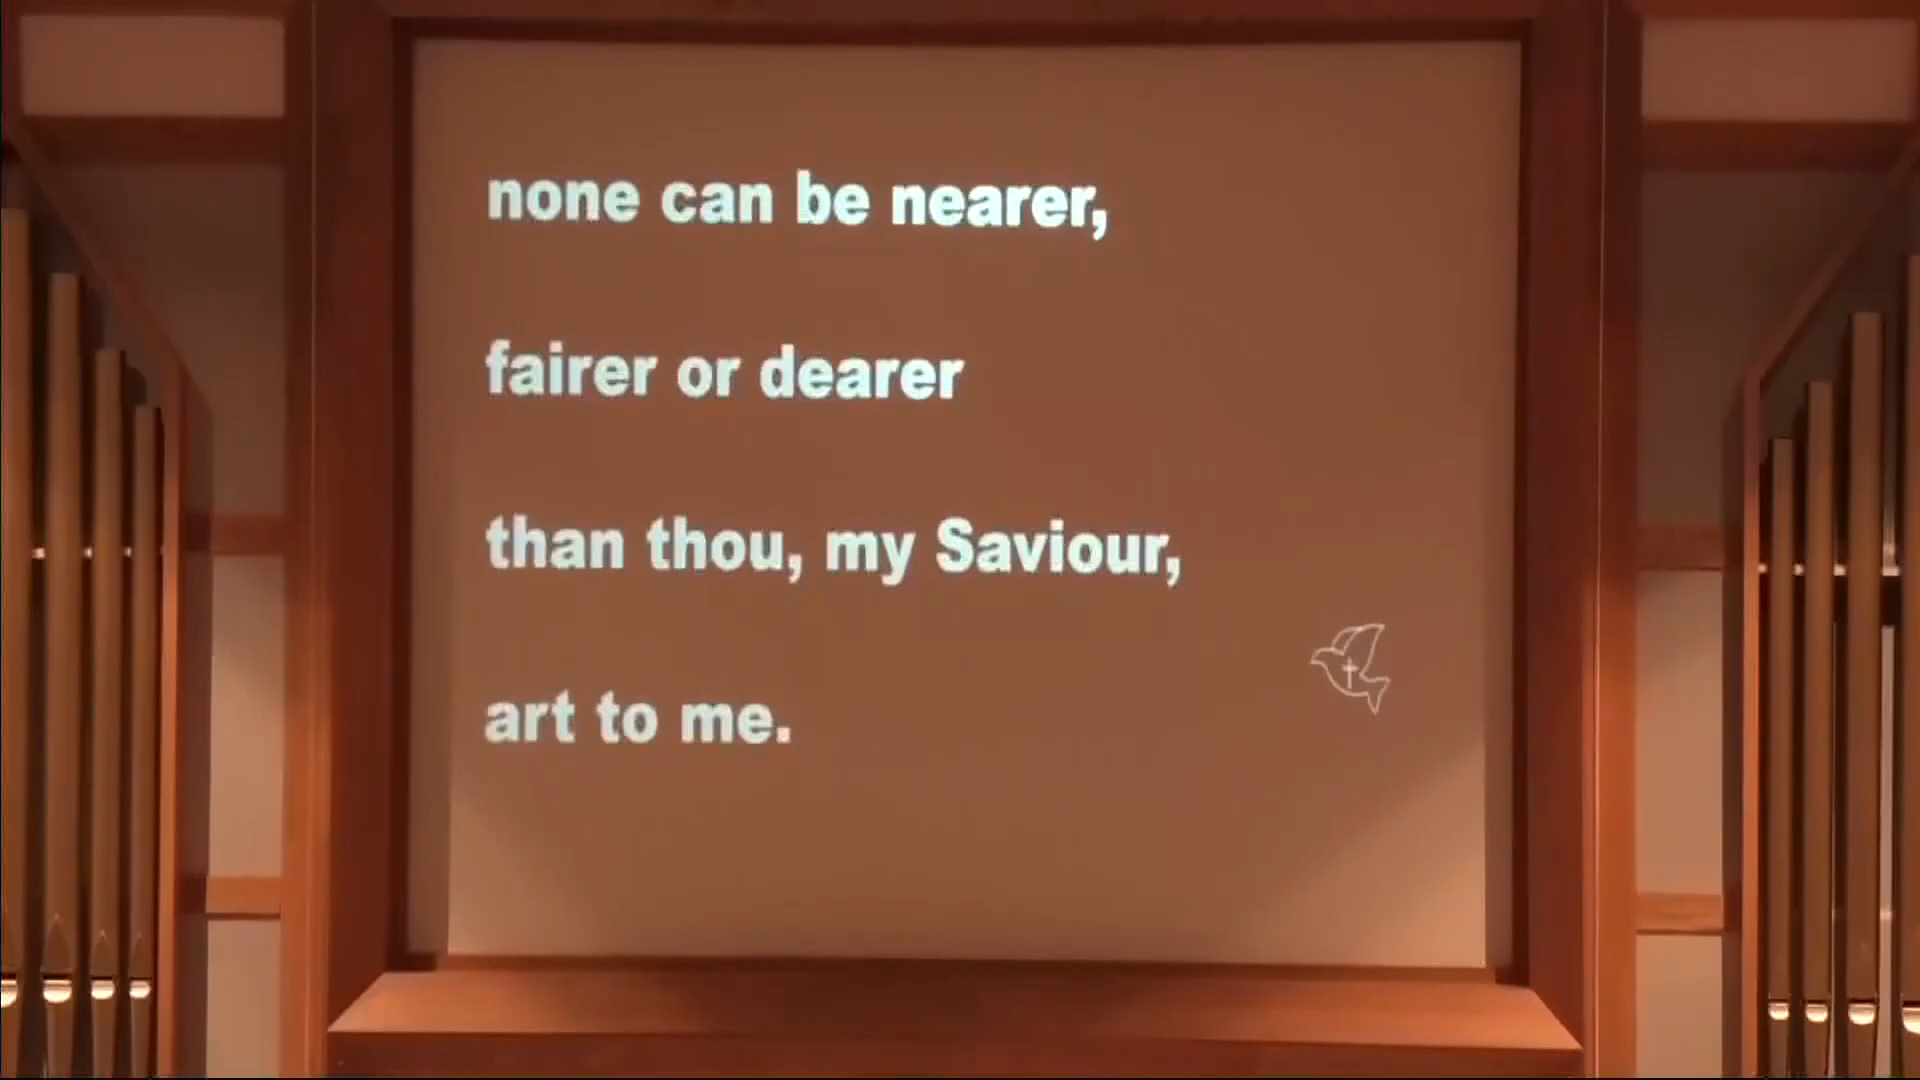 none can be nearer,
fairer or dearer
than thou, my Saviour,
art to me.